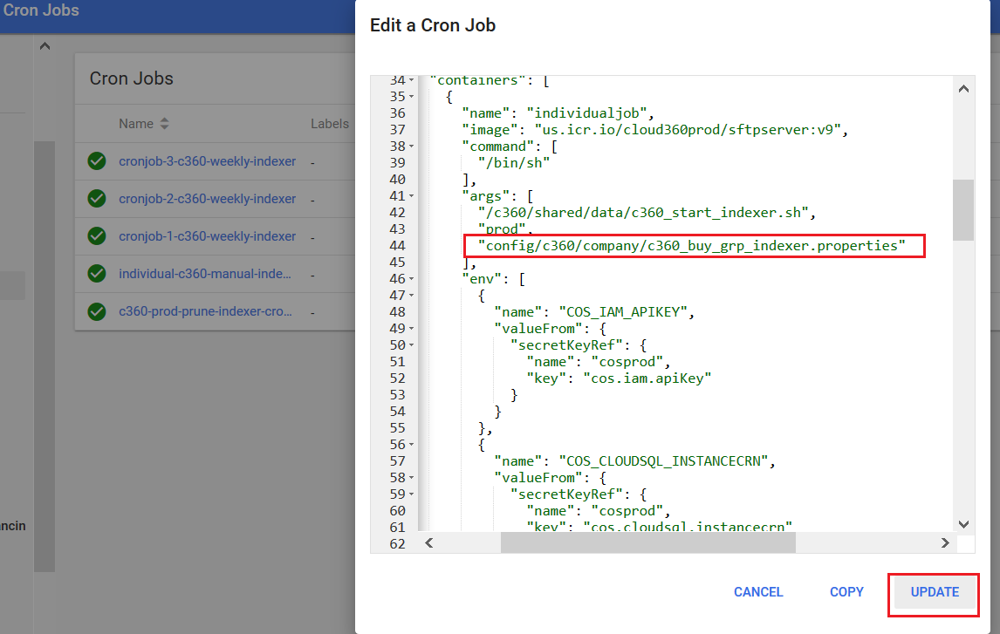 Cron Jobs
Cron Jobs
Name
Labels
cronjob-3-c360-weekly-indexer
-
cronjob-2-c360-weekly-indexer
-
cronjob-1-c360-weekly-indexer
-
individual-c360-manual-inde...
-
c360-prod-prune-indexer-cro...
-
ancin
Edit a Cron Job
34 "containers": [
35 {
36 "name": "individualjob",
37 "image": "us.icr.io/cloud360prod/sftpserver:v9",
38 "command": [
39 "/bin/sh"
40 ],
41 "args": [
42 "/c360/shared/data/c360_start_indexer.sh",
43 "prod",
44 "config/c360/company/c360_buy_grp_indexer.properties"
45 ],
46 "env": [
47 {
48 "name": "COS_IAM_APIKEY",
49 "valueFrom": {
50 "secretKeyRef": {
51 "name": "cosprod",
52 "key": "cos.iam.apiKey"
53 }
54 }
55 },
56 {
57 "name": "COS_CLOUDSQL_INSTANCECRN",
58 "valueFrom": {
59 "secretKeyRef": {
60 "name": "cosprod",
61 "key": "cos.cloudsql.instancecrn"
62
CANCEL
COPY
UPDATE